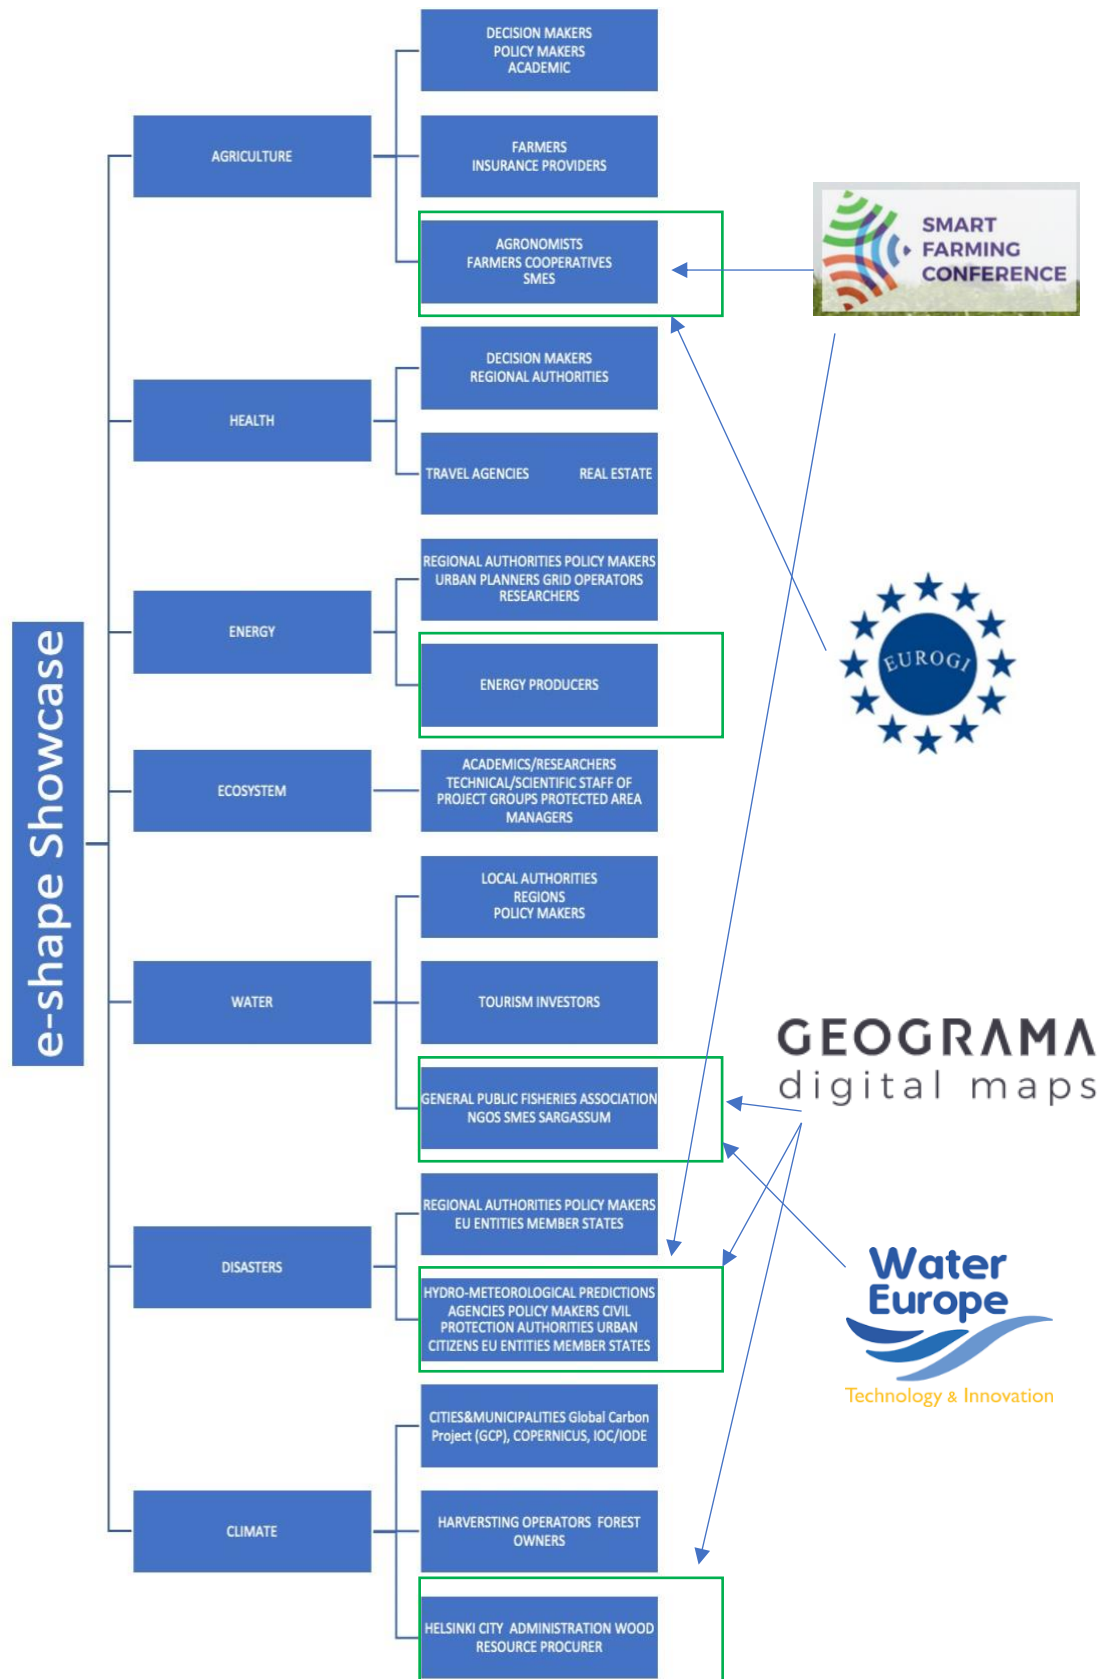 e-shape Showcase
AGRICULTURE
DECISION MAKERS
POLICY MAKERS
ACADEMIC
FARMERS
INSURANCE PROVIDERS
AGRONOMISTS
FARMERS COOPERATIVES
SMES
HEALTH
DECISION MAKERS
REGIONAL AUTHORITIES
TRAVEL AGENCIES REAL ESTATE
ENERGY
REGIONAL AUTHORITIES POLICY MAKERS
URBAN PLANNERS GRID OPERATORS
RESEARCHERS
ENERGY PRODUCERS
ECOSYSTEM
ACADEMICS/RESEARCHERS
TECHNICAL/SCIENTIFIC STAFF OF
PROJECT GROUPS PROTECTED AREA
MANAGERS
WATER
LOCAL AUTHORITIES
REGIONS
POLICY MAKERS
TOURISM INVESTORS
GENERAL PUBLIC FISHERIES ASSOCIATION
NGOS SMES SARGASSUM
DISASTERS
REGIONAL AUTHORITIES POLICY MAKERS
EU ENTITIES MEMBER STATES
HYDRO-METEOROLOGICAL PREDICTIONS
AGENCIES POLICY MAKERS CIVIL
PROTECTION AUTHORITIES URBAN
CITIZENS EU ENTITIES MEMBER STATES
CLIMATE
CITIES&MUNICIPALITIES Global Carbon
Project (GCP), COPERNICUS, IOC/IODE
HARVERSTING OPERATORS FOREST
OWNERS
HELSINKI CITY ADMINISTRATION WOOD
RESOURCE PROCURER
SMART
FARMING
CONFERENCE
EUROGI
GEOGRAMA
digital maps
Water
Europe
Technology & Innovation